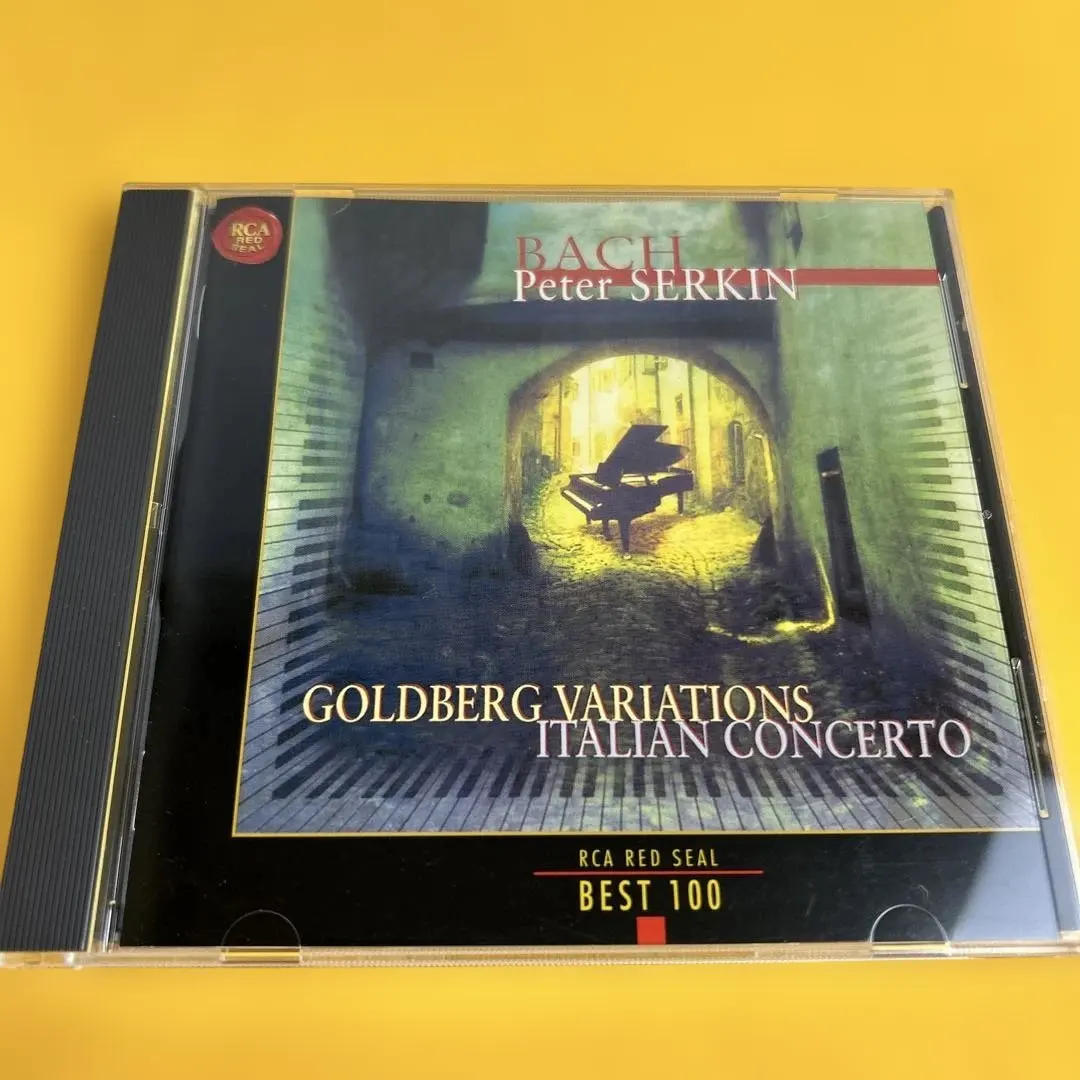 RCA
RED
SEAL
BACH
Peter SERKIN
GOLDBERG VARIATIONS
ITALIAN CONCERTO
RCA RED SEAL
BEST 100